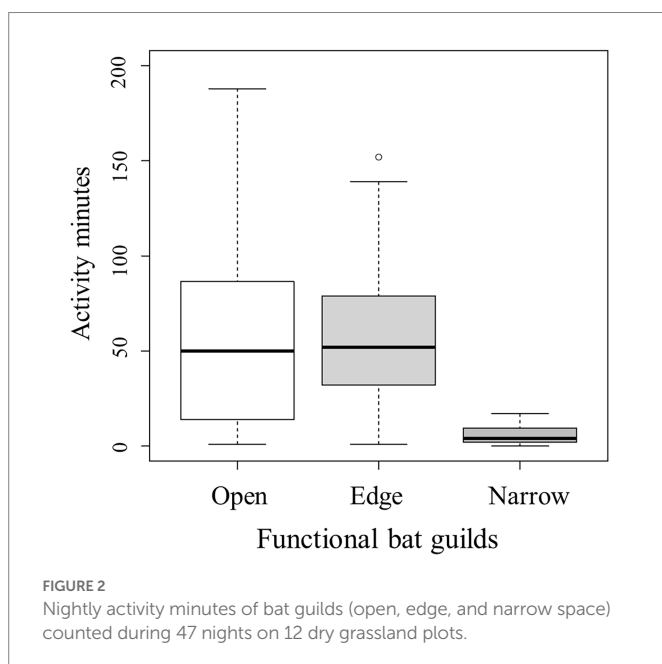 200
150
100
50
0
Activity minutes
Open Edge Narrow
Functional bat guilds
FIGURE 2
Nightly activity minutes of bat guilds (open, edge, and narrow space)
counted during 47 nights on 12 dry grassland plots.